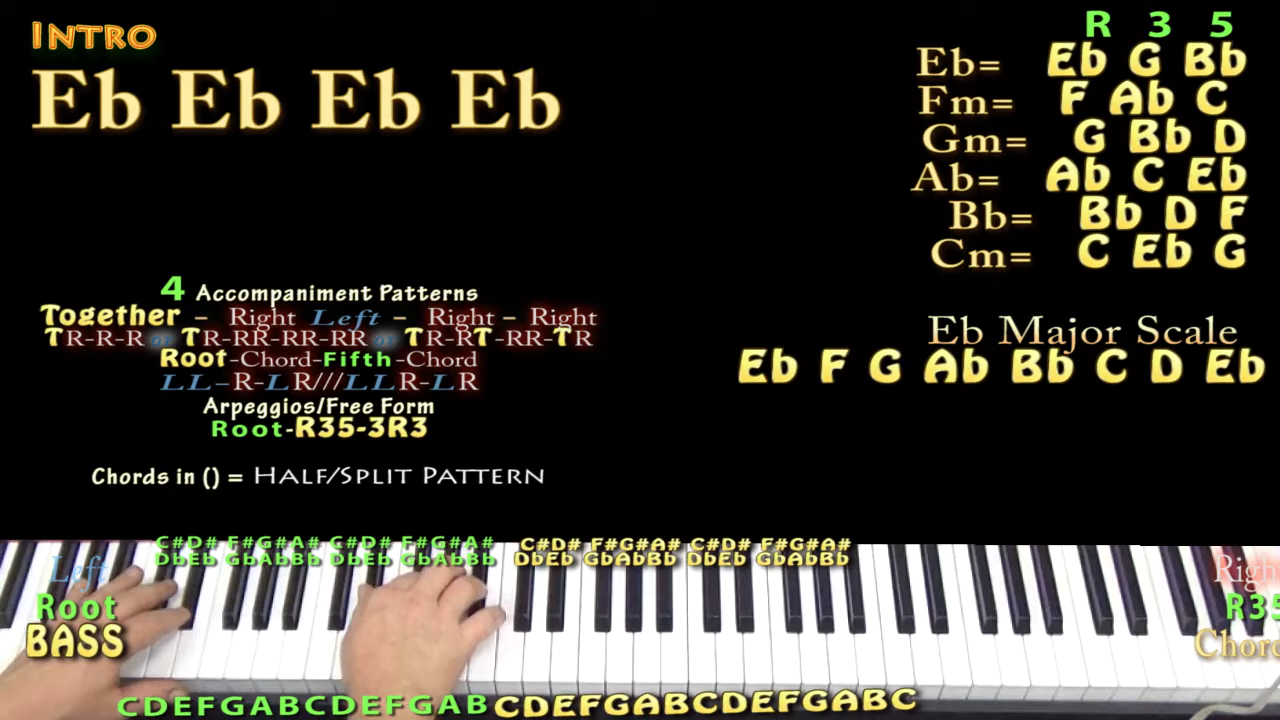 Intro
Eb Eb Eb Eb
R 3 5
Eb= Eb G Bb
Fm= F Ab C
Gm= G Bb D
Ab= Ab C Eb
Bb= Bb D F
Cm= C Eb G
4 Accompaniment Patterns
Together - Right Left - Right - Right
TR-R-R or TR-RR-RR-RR or TR-RT-RR-TR
Root-Chord-Fifth-Chord
LL-R-LR///LLR-LR
Arpeggios/Free Form
Root-R35-3R3
Chords in () = Half/Split Pattern
Eb Major Scale
Eb F G Ab Bb C D Eb
C#D# F#G#A# C#D# F#G#A# C#D# F#G#A# C#D# F#G#A#
DbEb GbAbBb DbEb GbAbBb DbEb GbAbBb DbEb GbAbBb
Left
Root
BASS
Righ
R35
Chord
CDEFGABCDEFGAB CDEFGABCDEFGABC